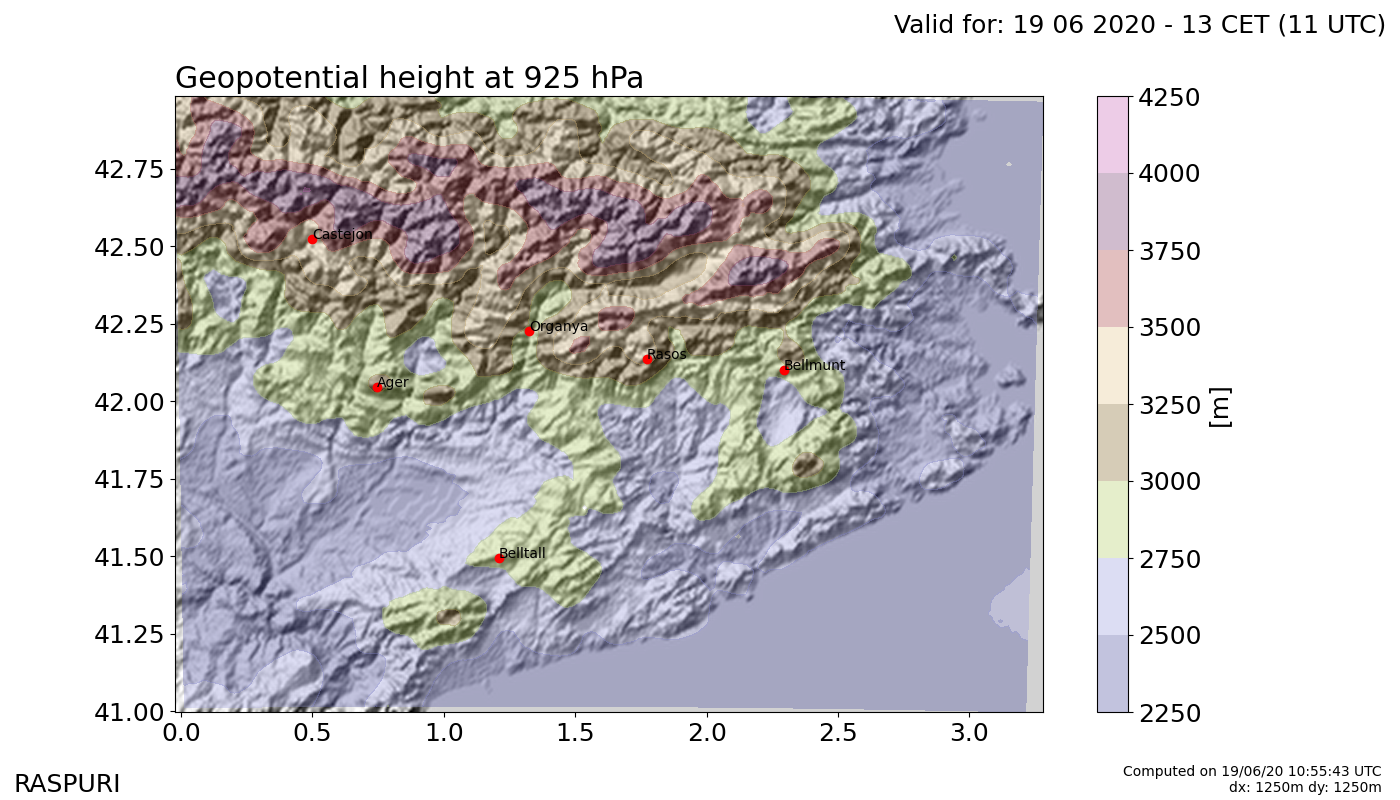 Valid for: 19 06 2020 - 13 CET (11 UTC)
Geopotential height at 925 hPa
4250
4000
3750
3500
3250
3000
2750
2500
2250
[m]
42.75
42.50
42.25
42.00
41.75
41.50
41.25
41.00
Castejon
Organya
Rasos
Bellmunt
Ager
Belltall
0.0 0.5 1.0 1.5 2.0 2.5 3.0
RASPURI
Computed on 19/06/20 10:55:43 UTC
dx: 1250m dy: 1250m